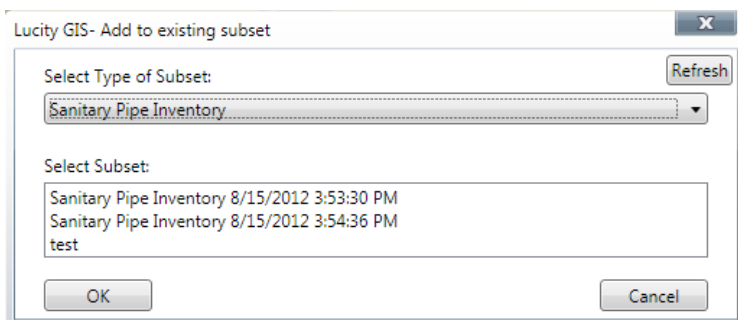 Lucity GIS- Add to existing subset
X
Refresh
Select Type of Subset:
Sanitary Pipe Inventory
Select Subset:
Sanitary Pipe Inventory 8/15/2012 3:53:30 PM
Sanitary Pipe Inventory 8/15/2012 3:54:36 PM
test
OK Cancel